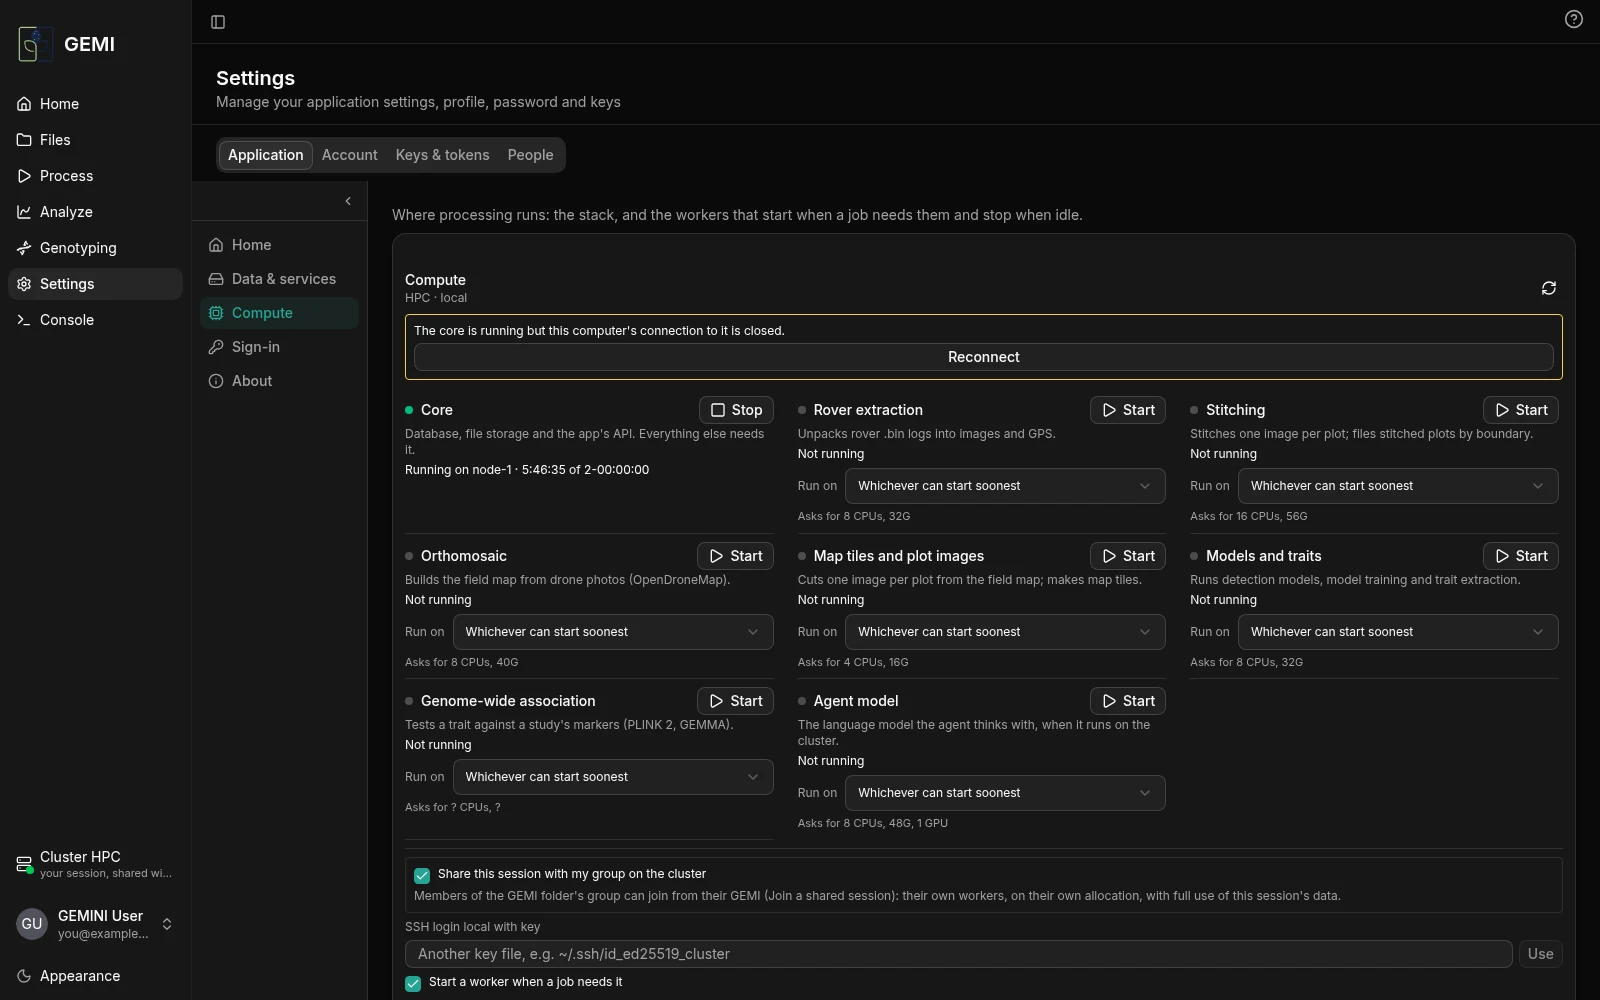 GEMI
Home
Files
Process
Analyze
Genotyping
Settings
Console
Cluster HPC
your session, shared wi...
GU
GEMINI User
you@example...
Appearance
Settings
Manage your application settings, profile, password and keys
Application
Account
Keys & tokens
People
Home
Data & services
Compute
Sign-in
About
Where processing runs: the stack, and the workers that start when a job needs them and stop when idle.
Compute
HPC · local
The core is running but this computer's connection to it is closed.
Reconnect
Core
Stop
Database, file storage and the app's API. Everything else needs
it.
Running on node-1 · 5:46:35 of 2-00:00:00
Rover extraction
Start
Unpacks rover .bin logs into images and GPS.
Not running
Run on
Whichever can start soonest
Asks for 8 CPUs, 32G
Stitching
Start
Stitches one image per plot; files stitched plots by boundary.
Not running
Run on
Whichever can start soonest
Asks for 16 CPUs, 56G
Orthomosaic
Start
Builds the field map from drone photos (OpenDroneMap).
Not running
Run on
Whichever can start soonest
Asks for 8 CPUs, 40G
Map tiles and plot images
Start
Cuts one image per plot from the field map; makes map tiles.
Not running
Run on
Whichever can start soonest
Asks for 4 CPUs, 16G
Models and traits
Start
Runs detection models, model training and trait extraction.
Not running
Run on
Whichever can start soonest
Asks for 8 CPUs, 32G
Genome-wide association
Start
Tests a trait against a study's markers (PLINK 2, GEMMA).
Not running
Run on
Whichever can start soonest
Asks for ? CPUs, ?
Agent model
Start
The language model the agent thinks with, when it runs on the
cluster.
Not running
Run on
Whichever can start soonest
Asks for 8 CPUs, 48G, 1 GPU
Share this session with my group on the cluster
Members of the GEMI folder's group can join from their GEMI (Join a shared session): their own workers, on their own allocation, with full use of this session's data.
SSH login local with key
Another key file, e.g. ~/.ssh/id_ed25519_cluster
Use
Start a worker when a job needs it